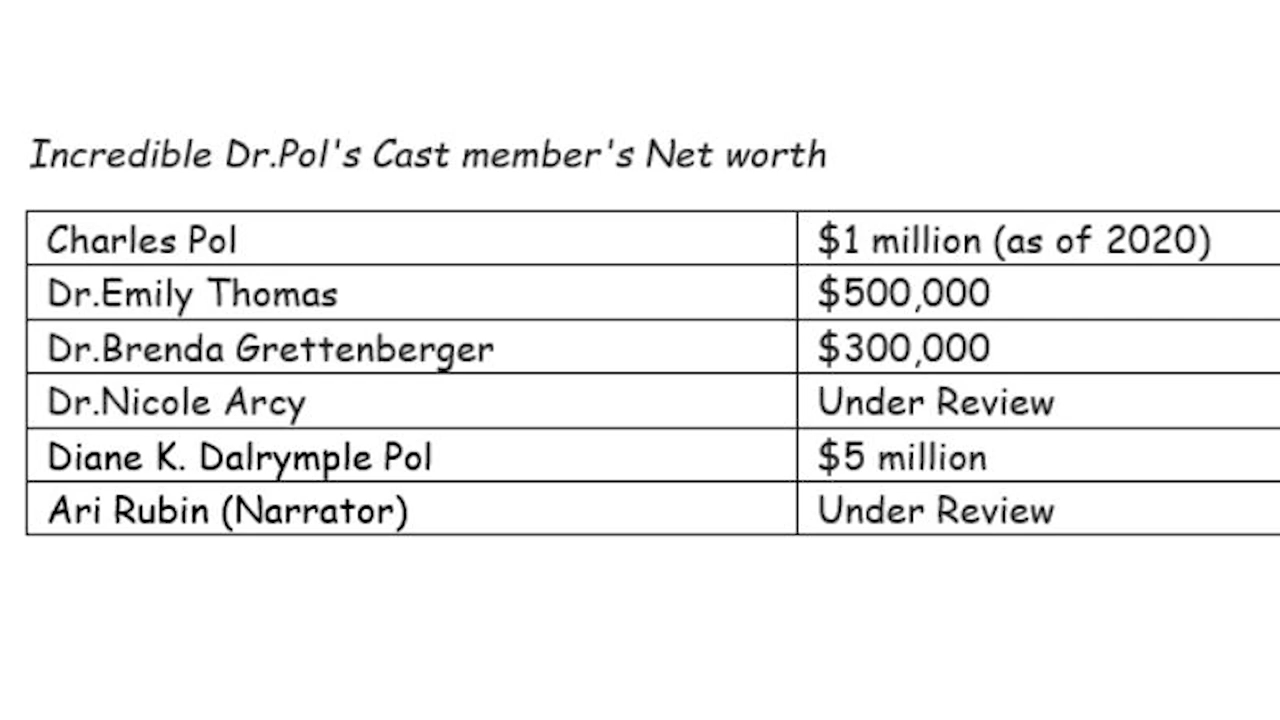 Incredible Dr.Pol's Cast member's Net worth
Charles Pol $1 million (as of 2020)
Dr.Emily Thomas $500,000
Dr.Brenda Grettenberger $300,000
Dr.Nicole Arcy Under Review
Diane K. Dalrymple Pol $5 million
Ari Rubin (Narrator) Under Review